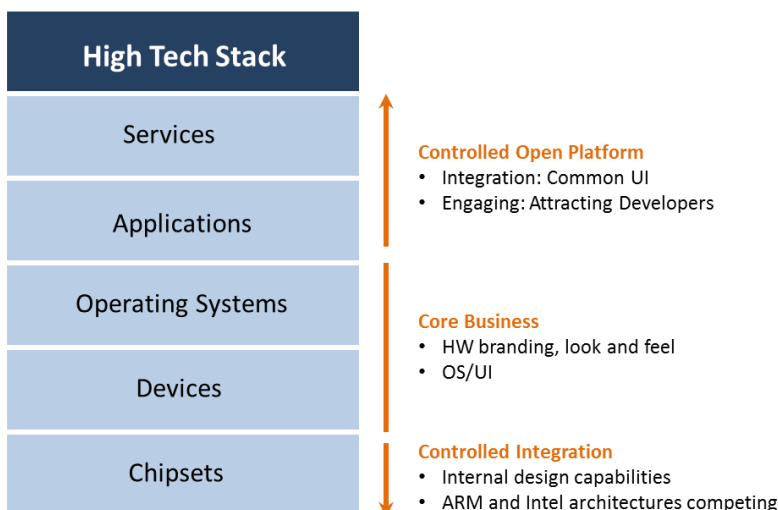 High Tech Stack
Services
Applications
Operating Systems
Devices
Chipsets
Controlled Open Platform
• Integration: Common UI
• Engaging: Attracting Developers
Core Business
• HW branding, look and feel
• OS/UI
Controlled Integration
• Internal design capabilities
• ARM and Intel architectures competing